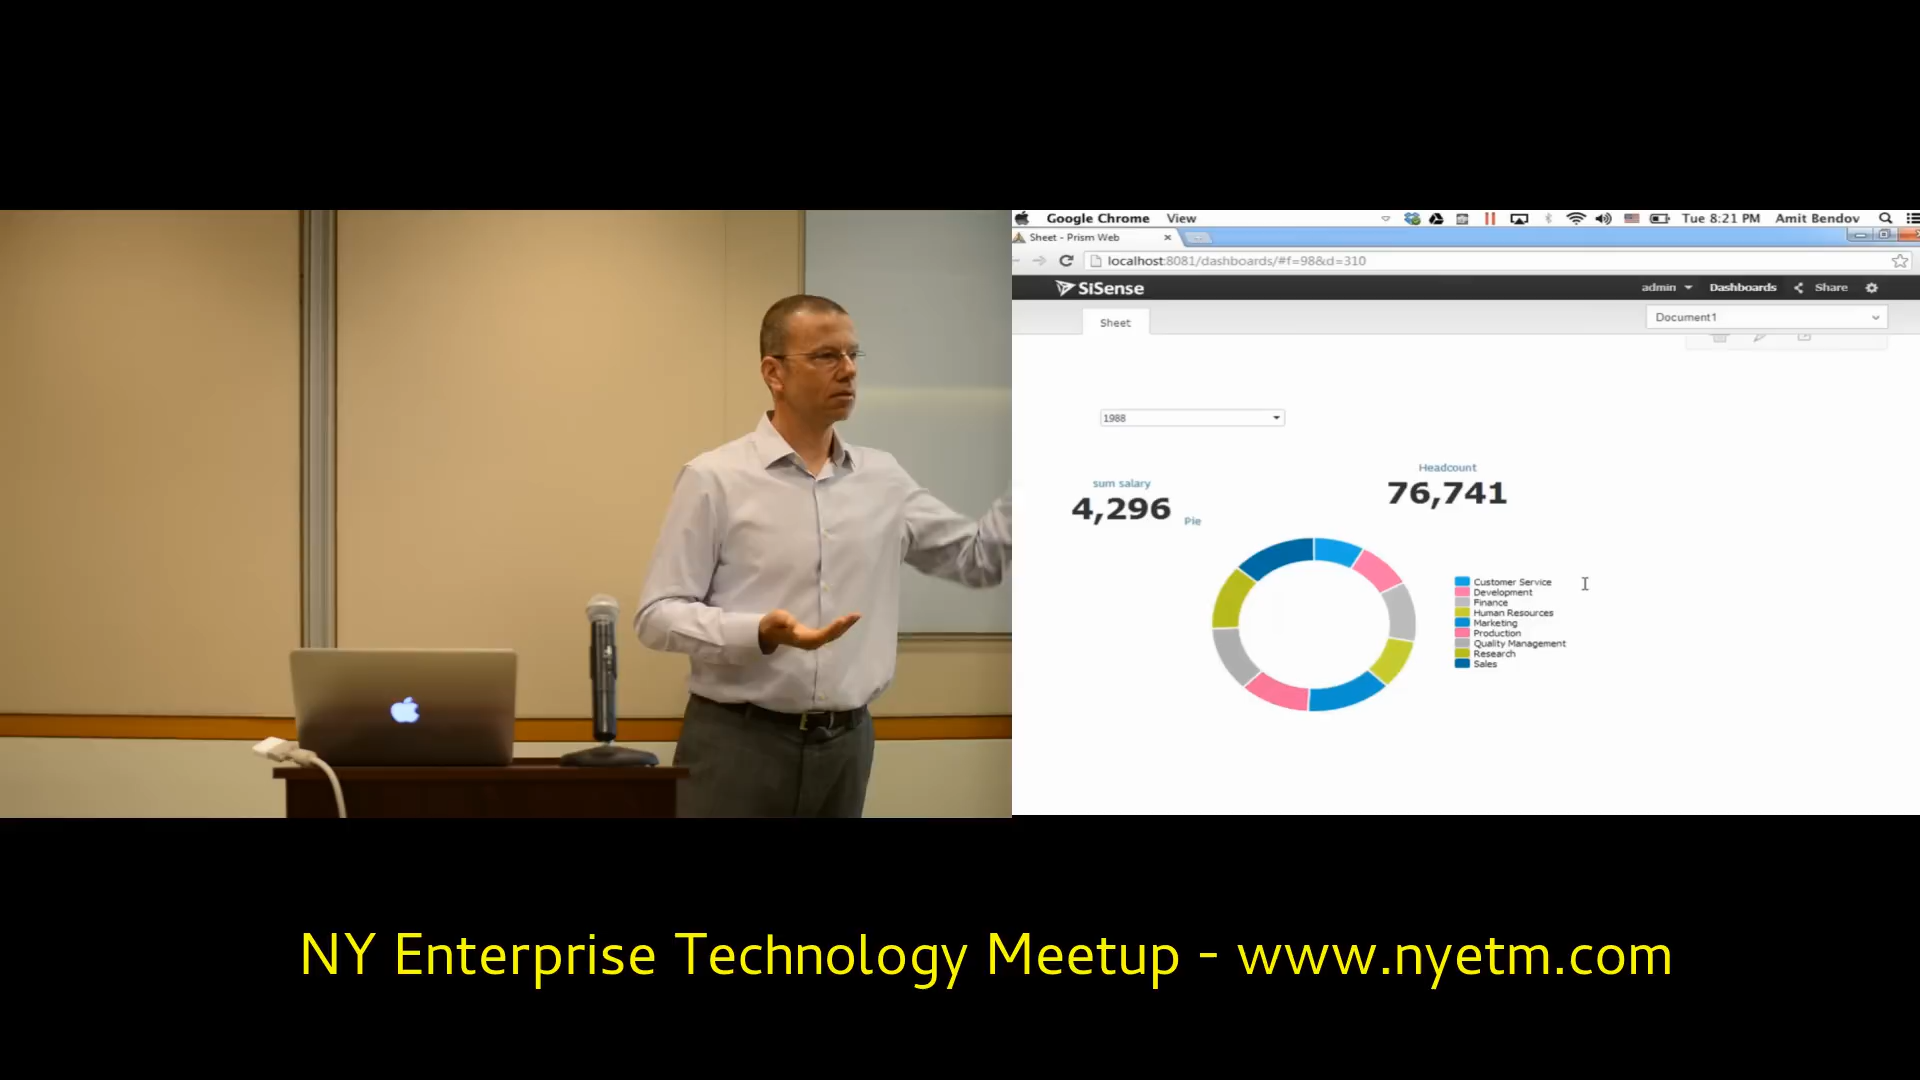 Google Chrome View Tue 8:21 PM Amit Bendov
Sheet - Prism Web
localhost:8081/dashboards/#f=98&d=310
SiSense admin Dashboards Share
Sheet Document1
1988
sum salary
4,296
Headcount
76,741
Pie
Customer Service
Development
Finance
Human Resources
Marketing
Production
Quality Management
Research
Sales
NY Enterprise Technology Meetup - www.nyetm.com